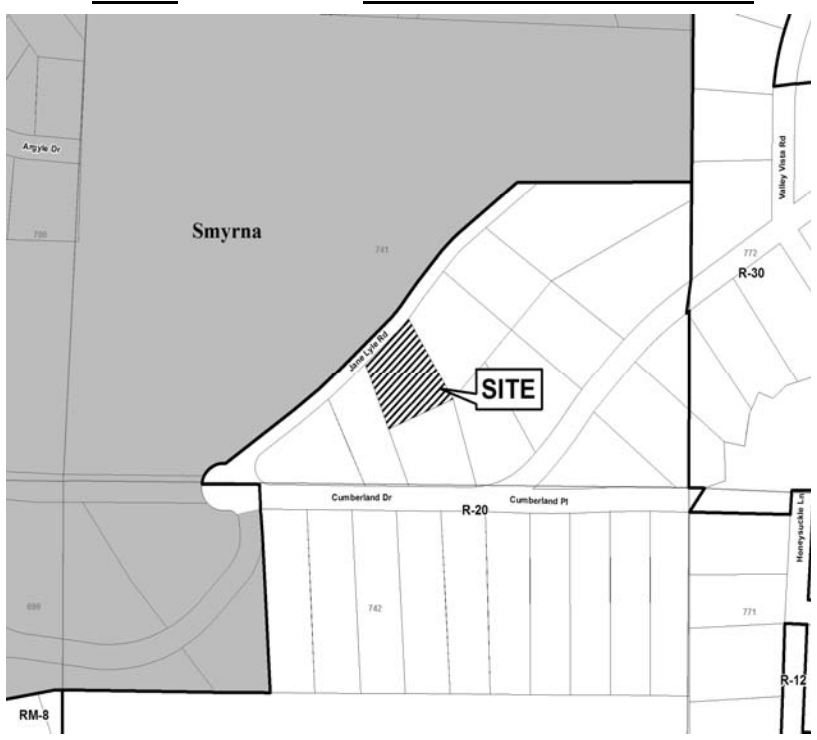 Argyle Dr
Valley Vista Rd
700
Smyrna
741
772
R-30
Jane Lyle Rd
SITE
Cumberland Dr
Cumberland Pl
R-20
Honeysuckle Ln
698
742
771
R-12
RM-8